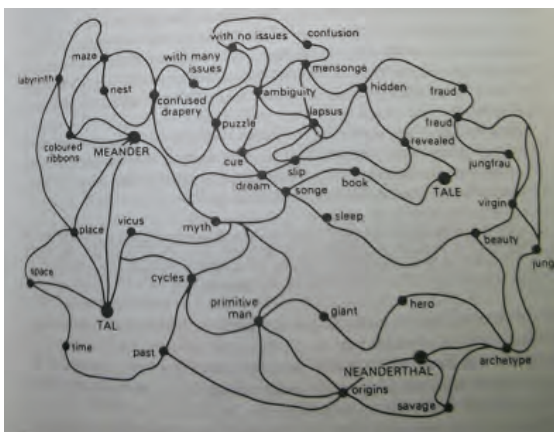 confusion
with no issues
with many
issues
maze
mensonge
labyrinth
nest
confused
drapery
ambiguity
hidden
fraud
lapsus
fraud
coloured
ribbons
MEANDER
puzzle
cue
slip
revealed
jungfrau
dream
songe
book
TALE
virgin
place
vicus
myth
sleep
beauty
jung
space
cycles
TAL
primitive
man
giant
hero
time
past
NEANDERTHAL
archetype
origins
savage